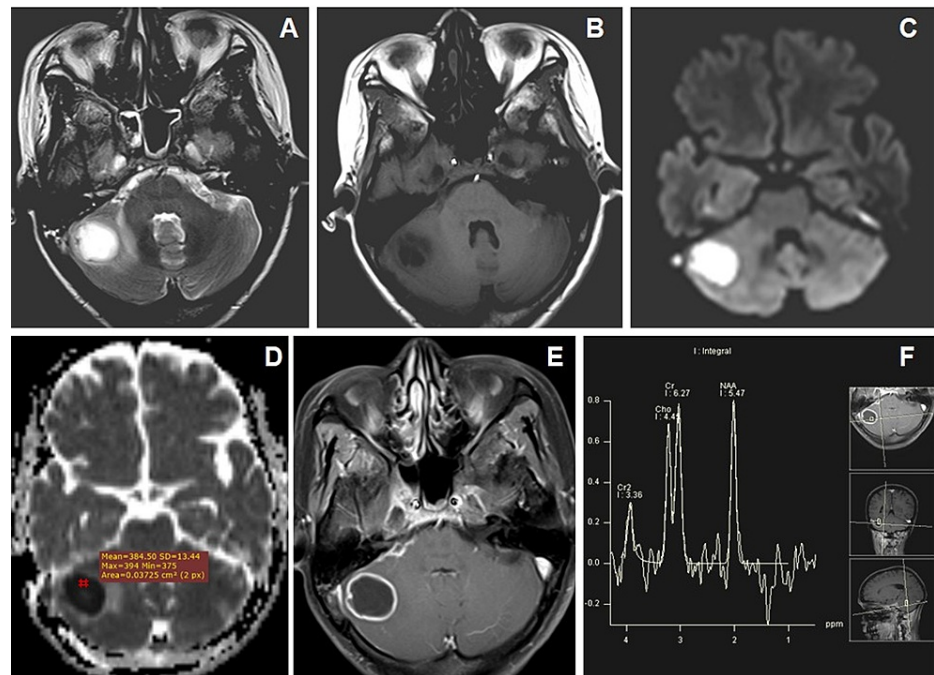 A
B
C
D
Mean=384.50 SD=13.44
Max=394 Min=375
Area=0.03725 cm² (2 px)
E
F
I : Integral
Cr
I : 6.27
NAA
I : 5.47
Cho
I : 4.45
Cr2
I : 3.36
0.8
0.6
0.4
0.2
0.0
-0.2
4
3
2
1
ppm